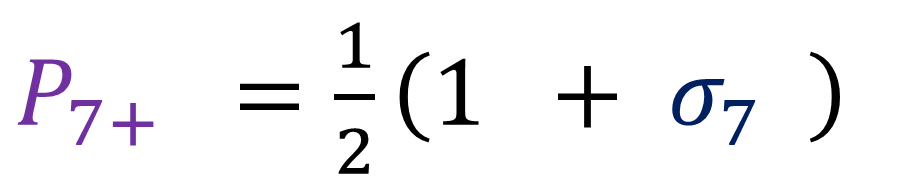 P₇₊ = ½(1 + σ₇ )